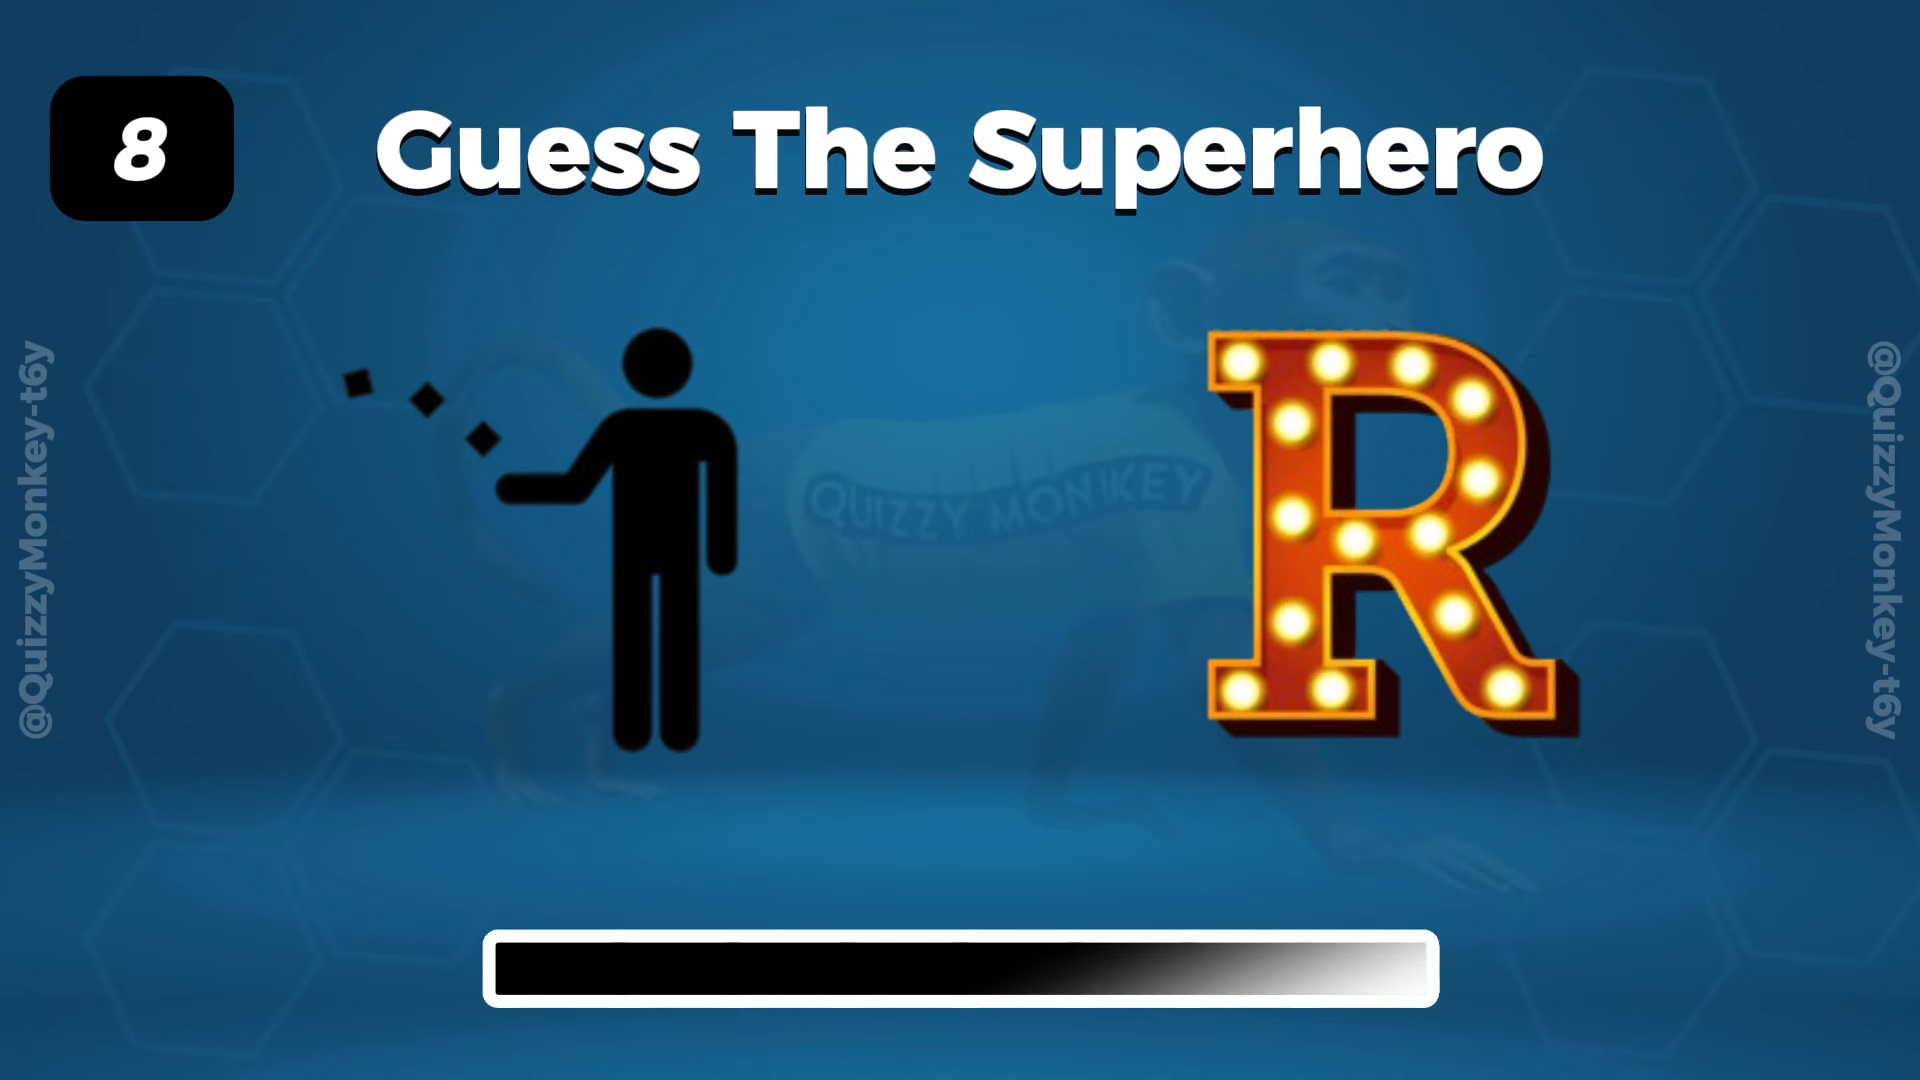 8
Guess The Superhero
@QuizzyMonkey-t6y
QUIZZY MONKEY
R
@QuizzyMonkey-t6y